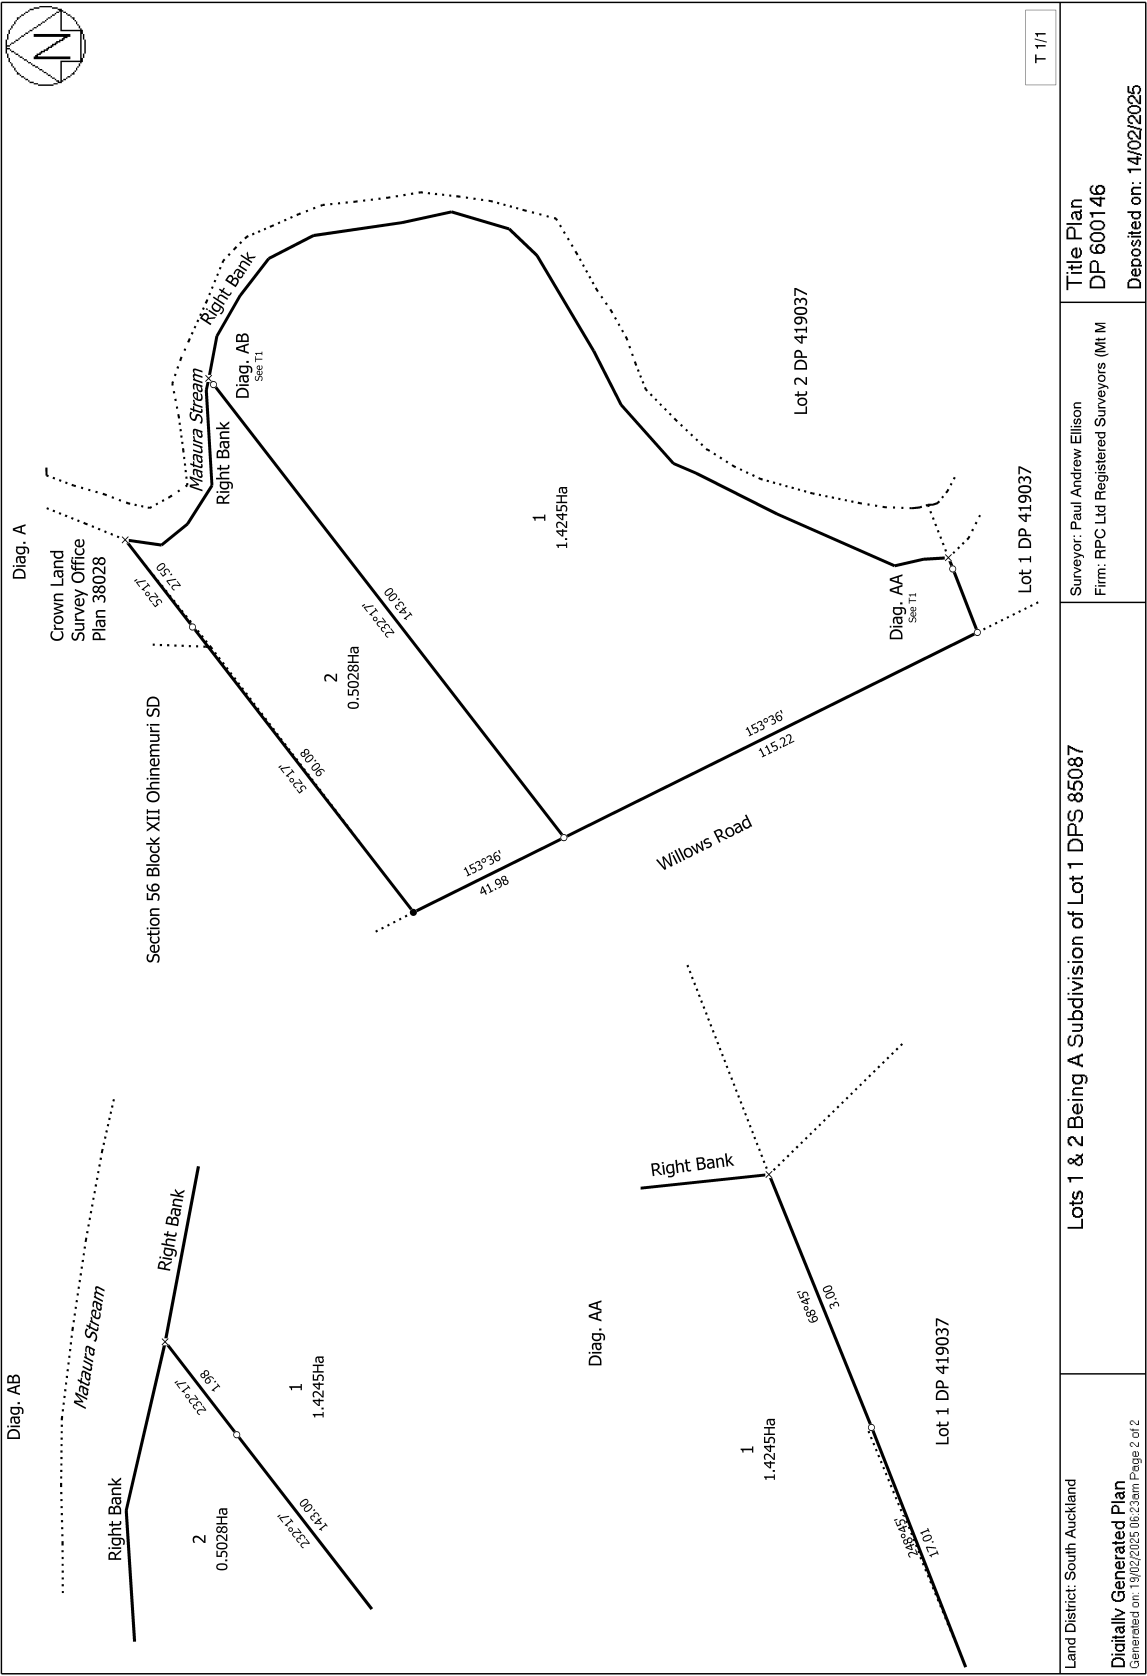 N
T 1/1
Diag. A
Crown Land
Survey Office
Plan 38028
Section 56 Block XII Ohinemuri SD
52°17'
27.50
52°17'
90.08
Mataura Stream
Right Bank
Right Bank
Diag. AB
See T1
2
0.5028Ha
232°17'
143.00
1
1.4245Ha
153°36'
41.98
153°36'
115.22
Willows Road
Diag. AA
See T1
Lot 2 DP 419037
Lot 1 DP 419037
Diag. AB
Mataura Stream
Right Bank
Right Bank
232°17'
1.98
232°17'
143.00
2
0.5028Ha
1
1.4245Ha
Diag. AA
Right Bank
68°45'
3.00
248°45'
17.01
1
1.4245Ha
Lot 1 DP 419037
Land District: South Auckland
Digitally Generated Plan
Generated on: 19/02/2025 06:23am Page 2 of 2
Lots 1 & 2 Being A Subdivision of Lot 1 DPS 85087
Surveyor: Paul Andrew Ellison
Firm: RPC Ltd Registered Surveyors (Mt M
Title Plan
DP 600146
Deposited on: 14/02/2025